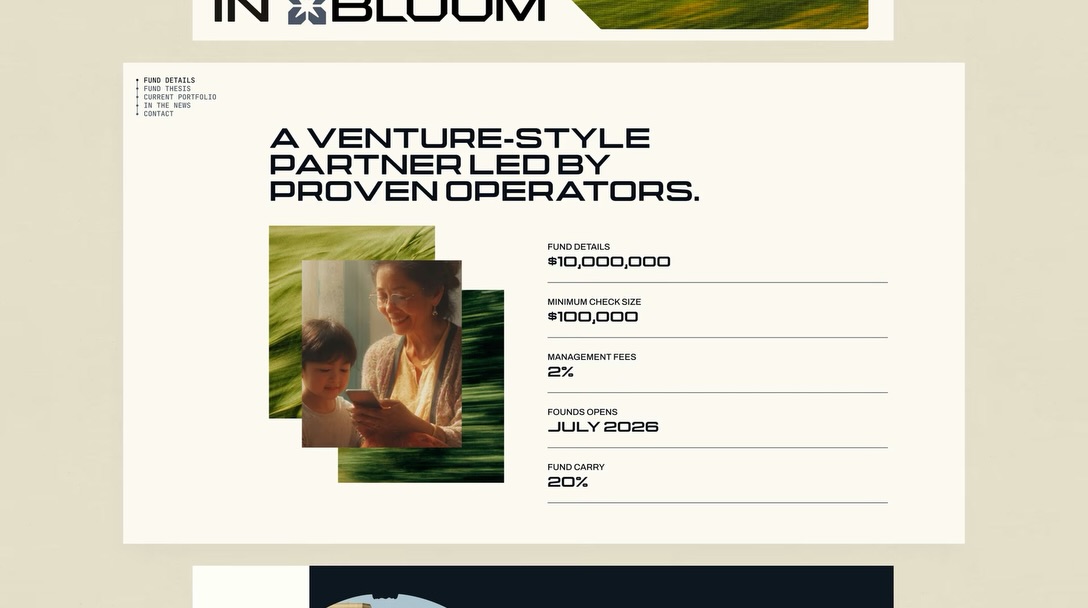 IN BLOOM
FUND DETAILS
FUND THESIS
CURRENT PORTFOLIO
IN THE NEWS
CONTACT
A VENTURE-STYLE
PARTNER LED BY
PROVEN OPERATORS.
FUND DETAILS
$10,000,000
MINIMUM CHECK SIZE
$100,000
MANAGEMENT FEES
2%
FOUNDS OPENS
JULY 2026
FUND CARRY
20%